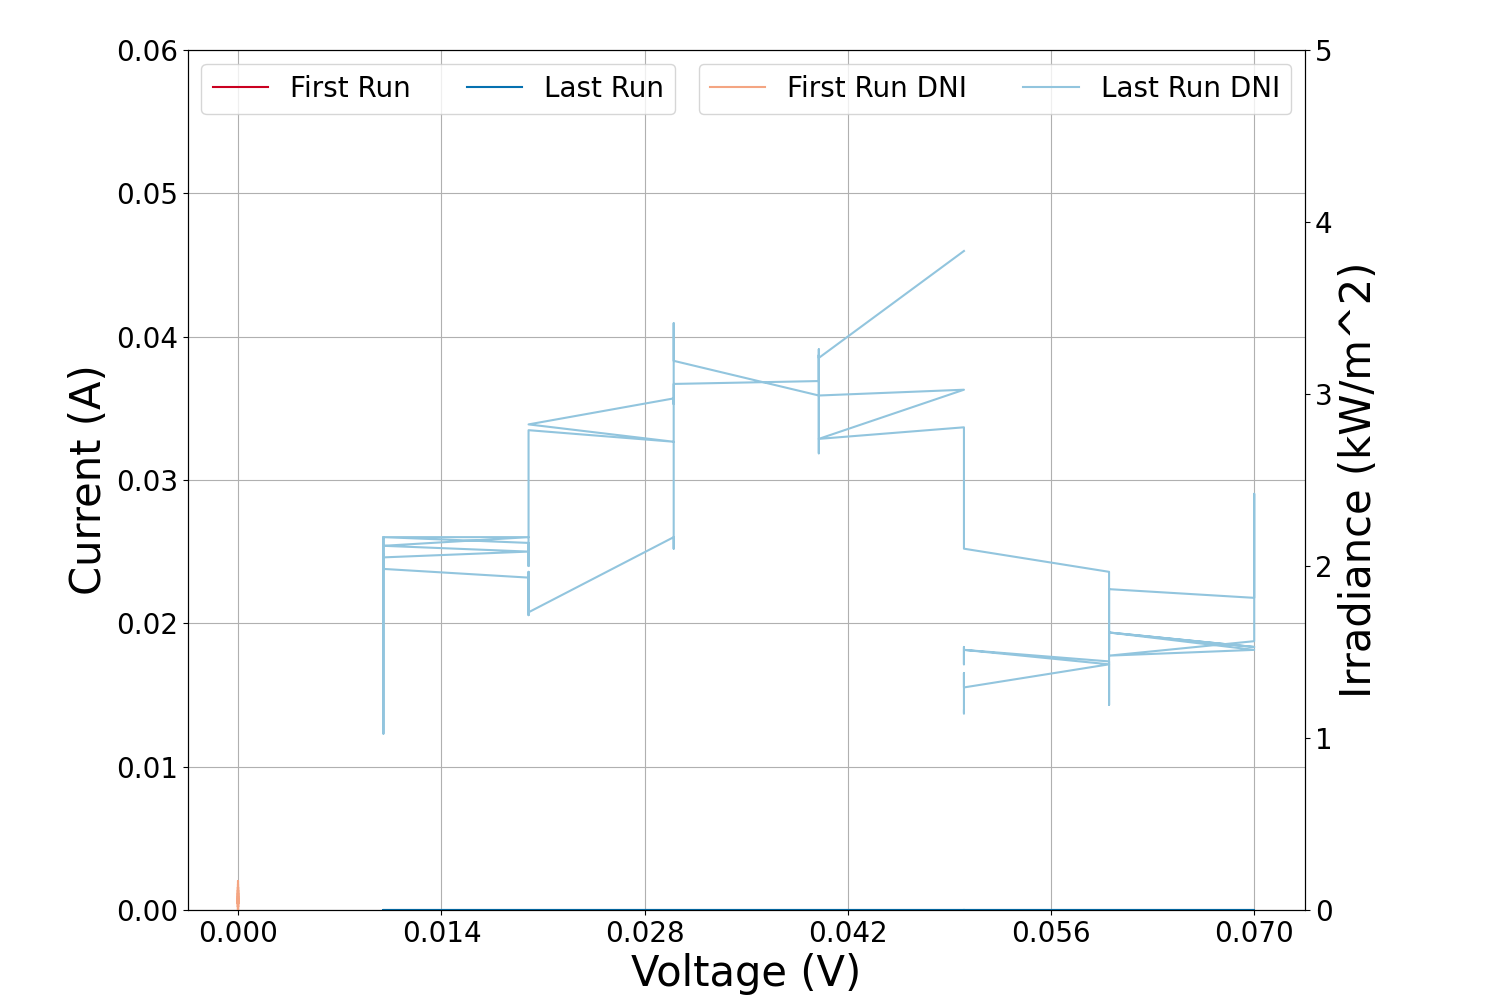 First Run
Last Run
First Run DNI
Last Run DNI
Current (A)
0.06
0.05
0.04
0.03
0.02
0.01
0.00
5
4
3
2
1
0
Irradiance (kW/m^2)
0.000 0.014 0.028 0.042 0.056 0.070
Voltage (V)